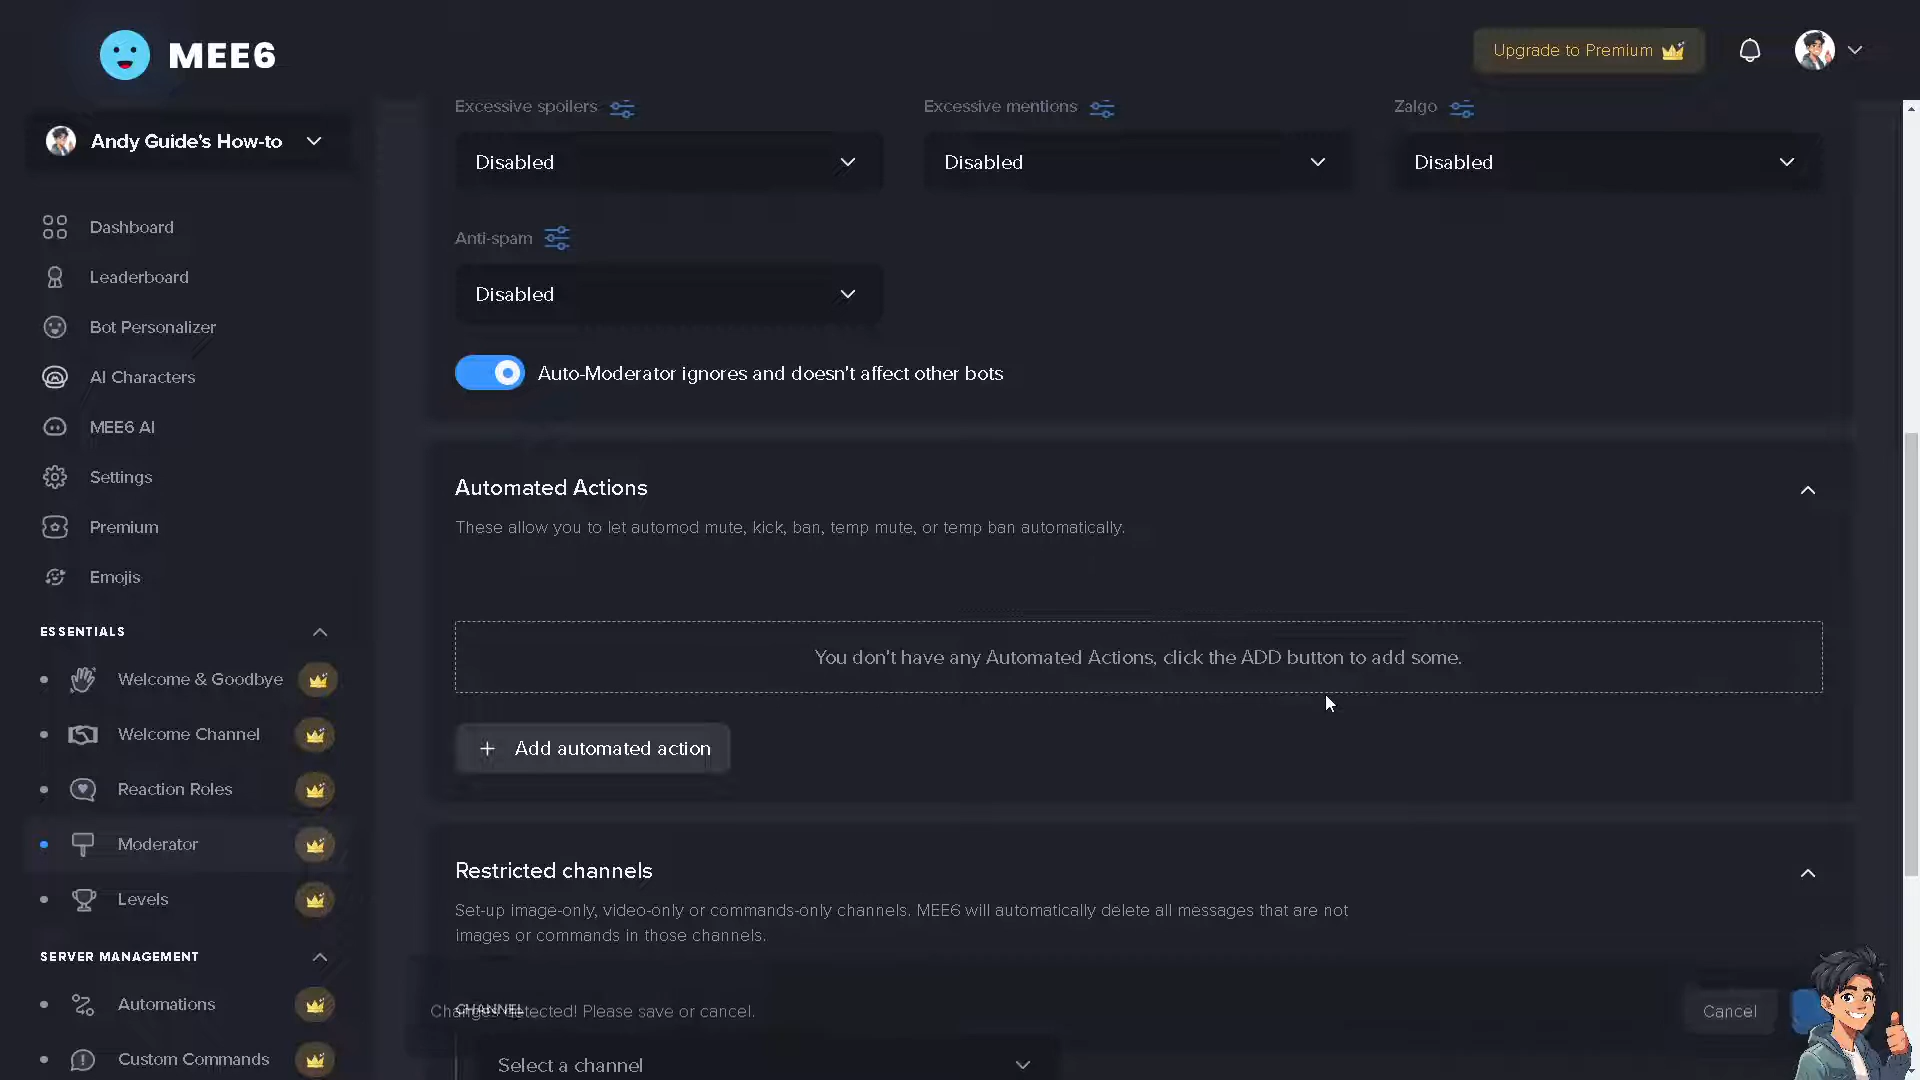 MEE6
Upgrade to Premium
Andy Guide's How-to
Dashboard
Leaderboard
Bot Personalizer
AI Characters
MEE6 AI
Settings
Premium
Emojis
ESSENTIALS
Welcome & Goodbye
Welcome Channel
Reaction Roles
Moderator
Levels
SERVER MANAGEMENT
Automations
Custom Commands
Excessive spoilers
Excessive mentions
Zalgo
Disabled
Disabled
Disabled
Anti-spam
Disabled
Auto-Moderator ignores and doesn't affect other bots
Automated Actions
These allow you to let automod mute, kick, ban, temp mute, or temp ban automatically.
You don't have any Automated Actions, click the ADD button to add some.
+ Add automated action
Restricted channels
Set-up image-only, video-only or commands-only channels. MEE6 will automatically delete all messages that are not
images or commands in those channels.
CHANNEL
Changes detected! Please save or cancel.
Cancel
Select a channel